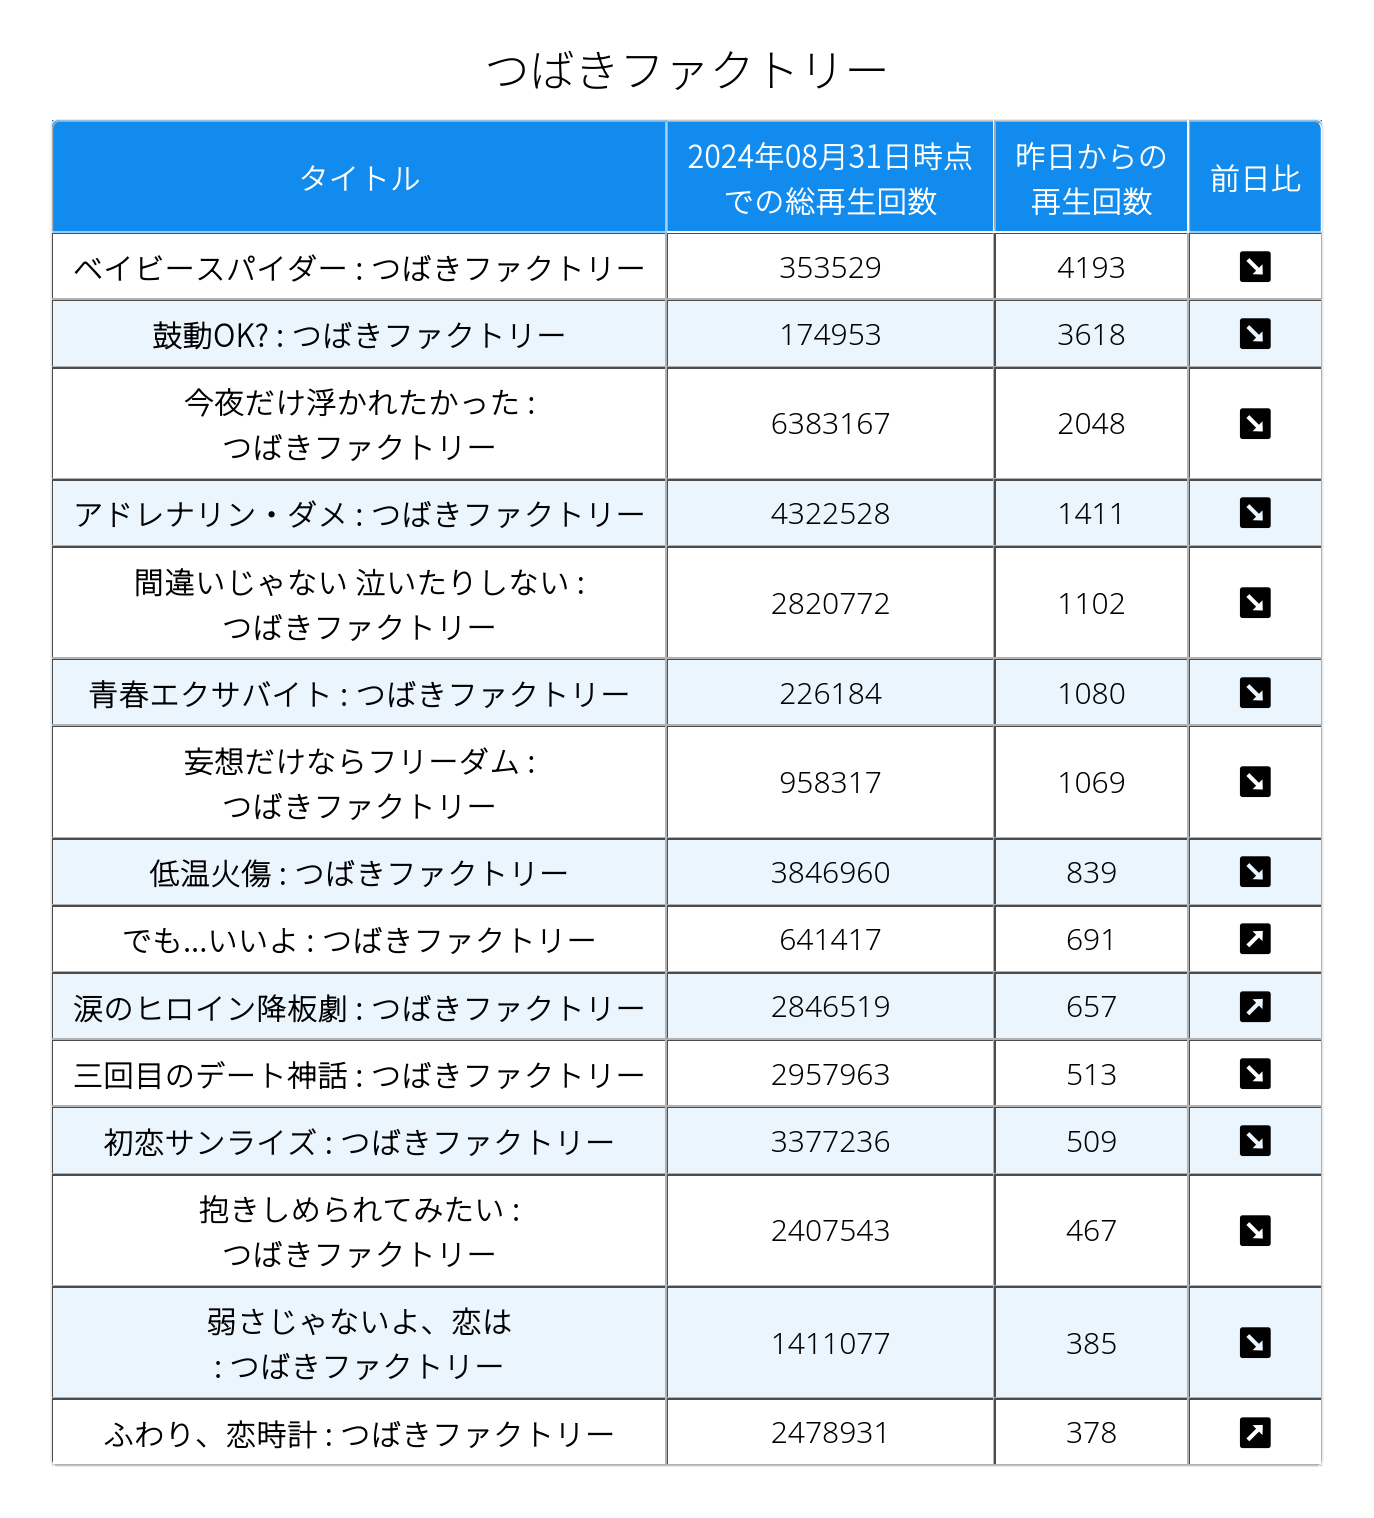 つばきファクトリー
タイトル
2024年08月31日時点
での総再生回数
昨日からの
再生回数
前日比
ベイビースパイダー : つばきファクトリー 353529 4193 ↘
鼓動OK? : つばきファクトリー 174953 3618 ↘
今夜だけ浮かれたかった :
つばきファクトリー
6383167 2048 ↘
アドレナリン・ダメ : つばきファクトリー 4322528 1411 ↘
間違いじゃない 泣いたりしない :
つばきファクトリー
2820772 1102 ↘
青春エクサバイト : つばきファクトリー 226184 1080 ↘
妄想だけならフリーダム :
つばきファクトリー
958317 1069 ↘
低温火傷 : つばきファクトリー 3846960 839 ↘
でも...いいよ : つばきファクトリー 641417 691 ↗
涙のヒロイン降板劇 : つばきファクトリー 2846519 657 ↗
三回目のデート神話 : つばきファクトリー 2957963 513 ↘
初恋サンライズ : つばきファクトリー 3377236 509 ↘
抱きしめられてみたい :
つばきファクトリー
2407543 467 ↘
弱さじゃないよ、恋は
: つばきファクトリー
1411077 385 ↘
ふわり、恋時計 : つばきファクトリー 2478931 378 ↗